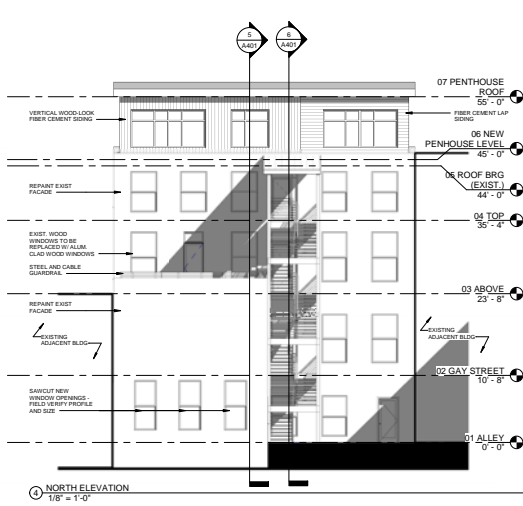 5
A401
6
A401
07 PENTHOUSE
ROOF
55' - 0"
VERTICAL WOOD-LOOK
FIBER CEMENT SIDING
FIBER CEMENT LAP
SIDING
06 NEW
PENHOUSE LEVEL
45' - 0"
05 ROOF BRG
(EXIST.)
44' - 0"
REPAINT EXIST
FACADE
04 TOP
35' - 4"
EXIST. WOOD
WINDOWS TO BE
REPLACED W/ ALUM.
CLAD WOOD WINDOWS
STEEL AND CABLE
GUARDRAIL
03 ABOVE
23' - 8"
REPAINT EXIST
FACADE
EXISTING
ADJACENT BLDG
EXISTING
ADJACENT BLDG
02 GAY STREET
10' - 8"
SAWCUT NEW
WINDOW OPENINGS -
FIELD VERIFY PROFILE
AND SIZE
01 ALLEY
0' - 0"
4
NORTH ELEVATION
1/8" = 1'-0"